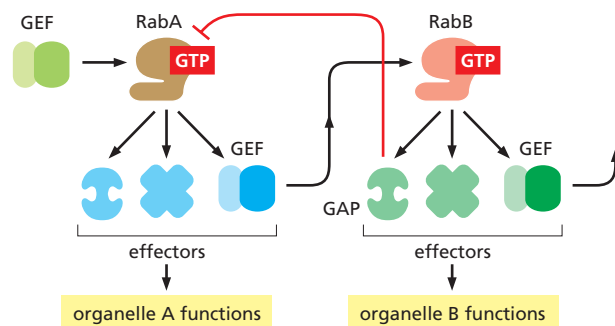 GEF
RabA
GTP
RabB
GTP
GEF
GAP
GEF
effectors
effectors
organelle A functions
organelle B functions